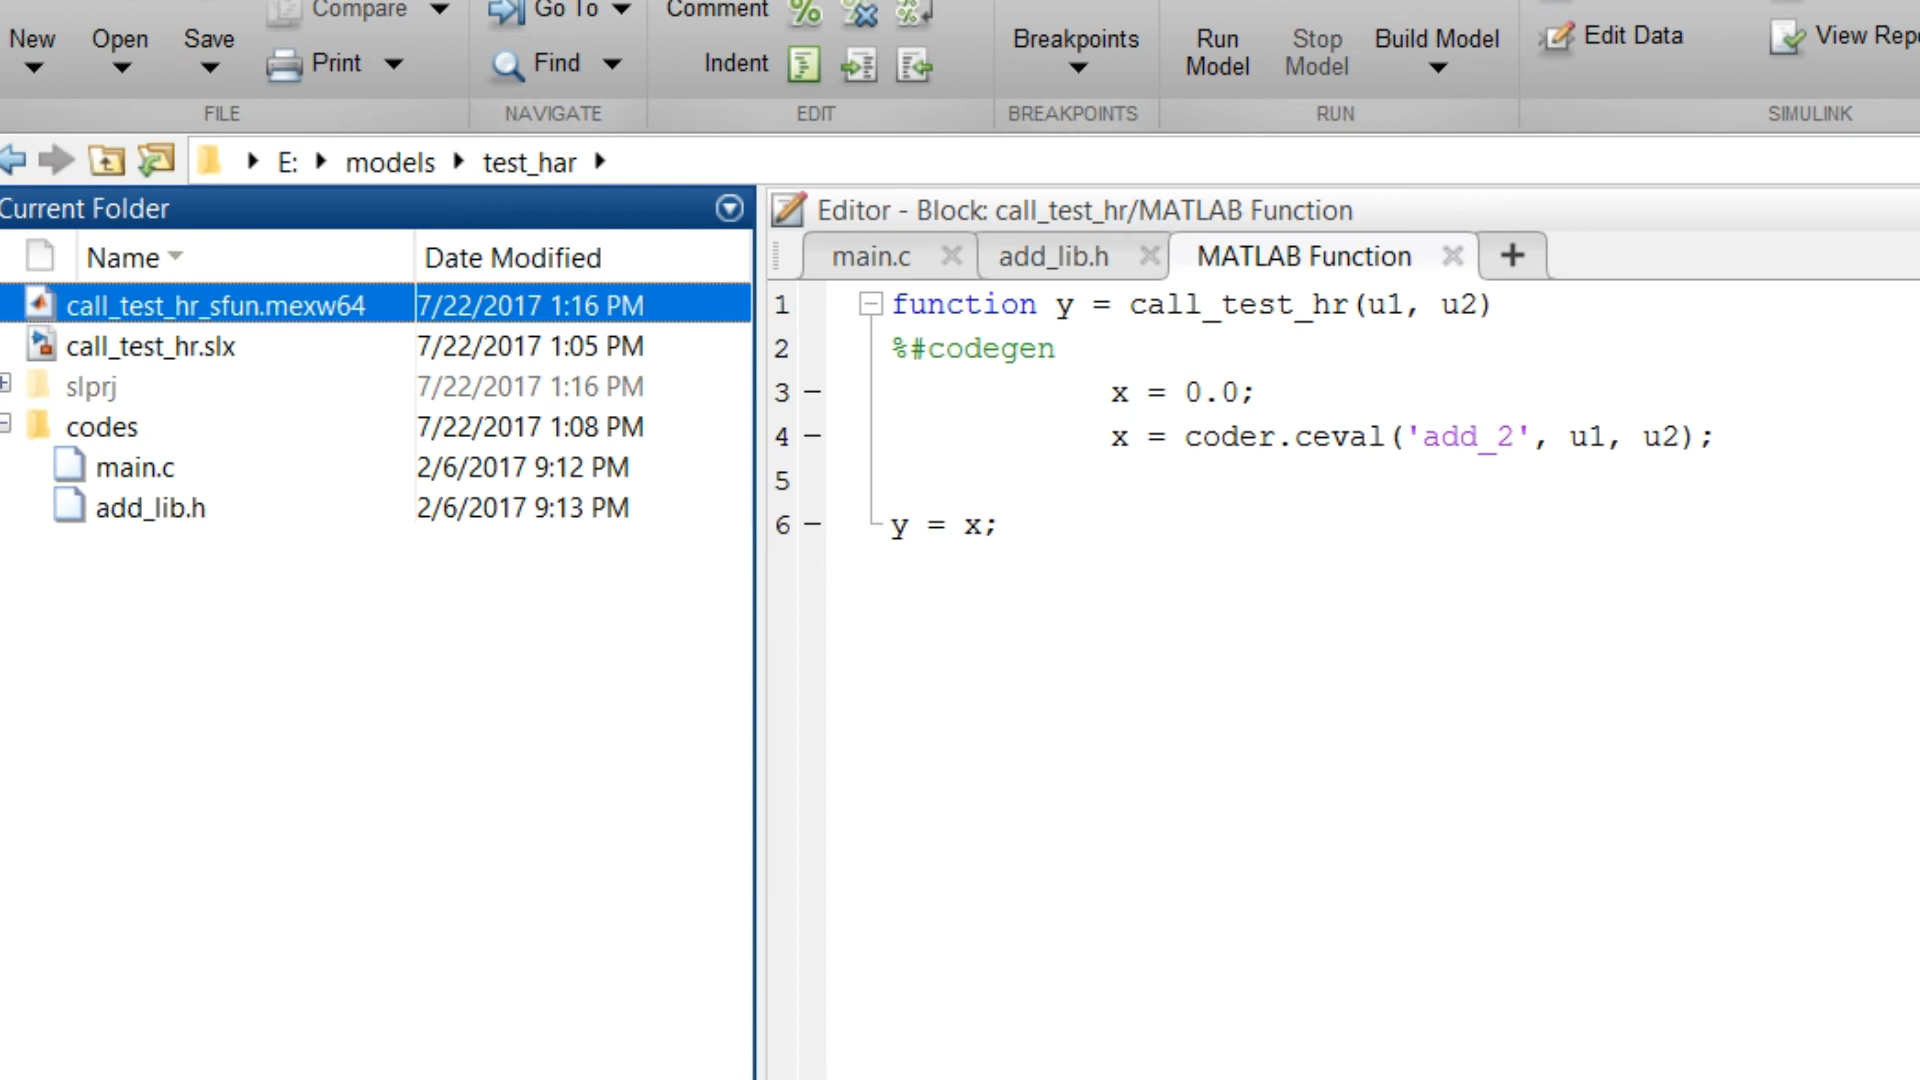 Compare Go To Comment
New Open Save Print Find Indent Breakpoints Run Model Stop Model Build Model Edit Data View
FILE NAVIGATE EDIT BREAKPOINTS RUN SIMULINK
E: models test_har
Current Folder
Name Date Modified
call_test_hr_sfun.mexw64 7/22/2017 1:16 PM
call_test_hr.slx 7/22/2017 1:05 PM
slprj 7/22/2017 1:16 PM
codes 7/22/2017 1:08 PM
main.c 2/6/2017 9:12 PM
add_lib.h 2/6/2017 9:13 PM
Editor - Block: call_test_hr/MATLAB Function
main.c add_lib.h MATLAB Function +
1 function y = call_test_hr(u1, u2)
2 %#codegen
3 – x = 0.0;
4 – x = coder.ceval('add_2', u1, u2);
5
6 – y = x;